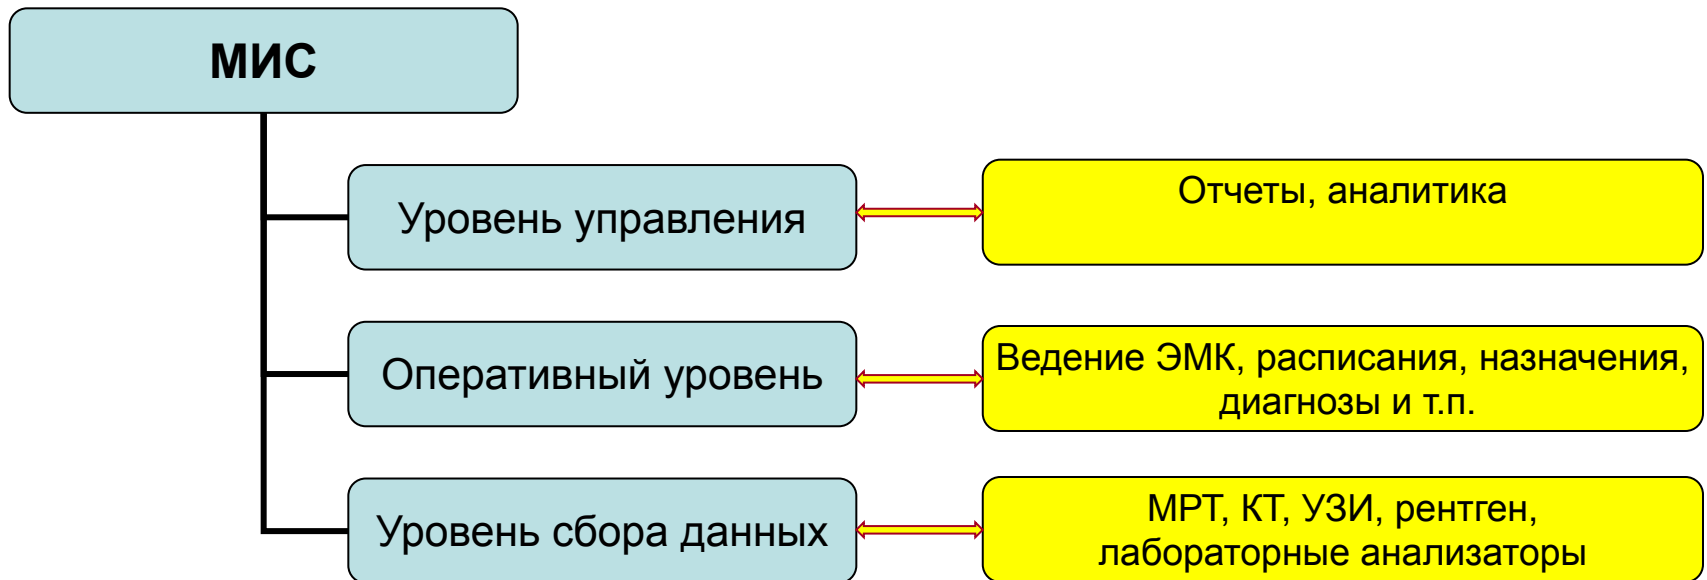 МИС
Уровень управления
Отчеты, аналитика
Оперативный уровень
Ведение ЭМК, расписания, назначения,
диагнозы и т.п.
Уровень сбора данных
МРТ, КТ, УЗИ, рентген,
лабораторные анализаторы